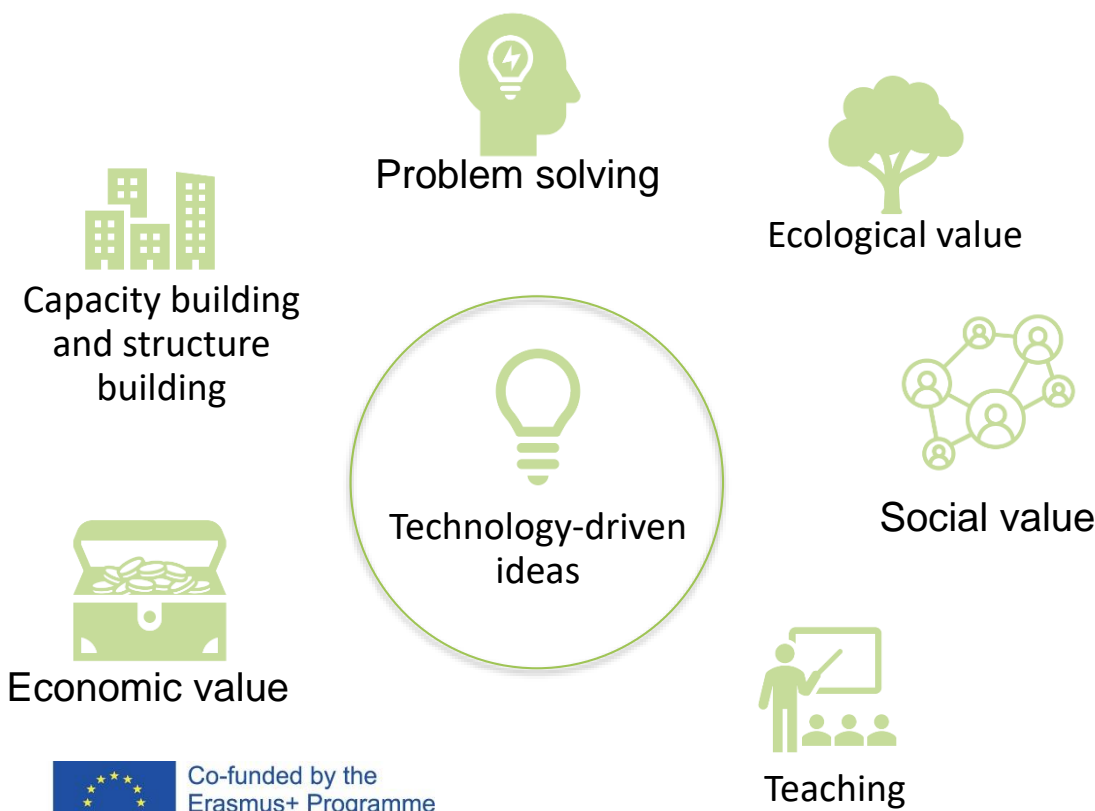 Problem solving
Ecological value
Capacity building
and structure
building
Technology-driven
ideas
Social value
Economic value
Teaching
Co-funded by the
Erasmus+ Programme